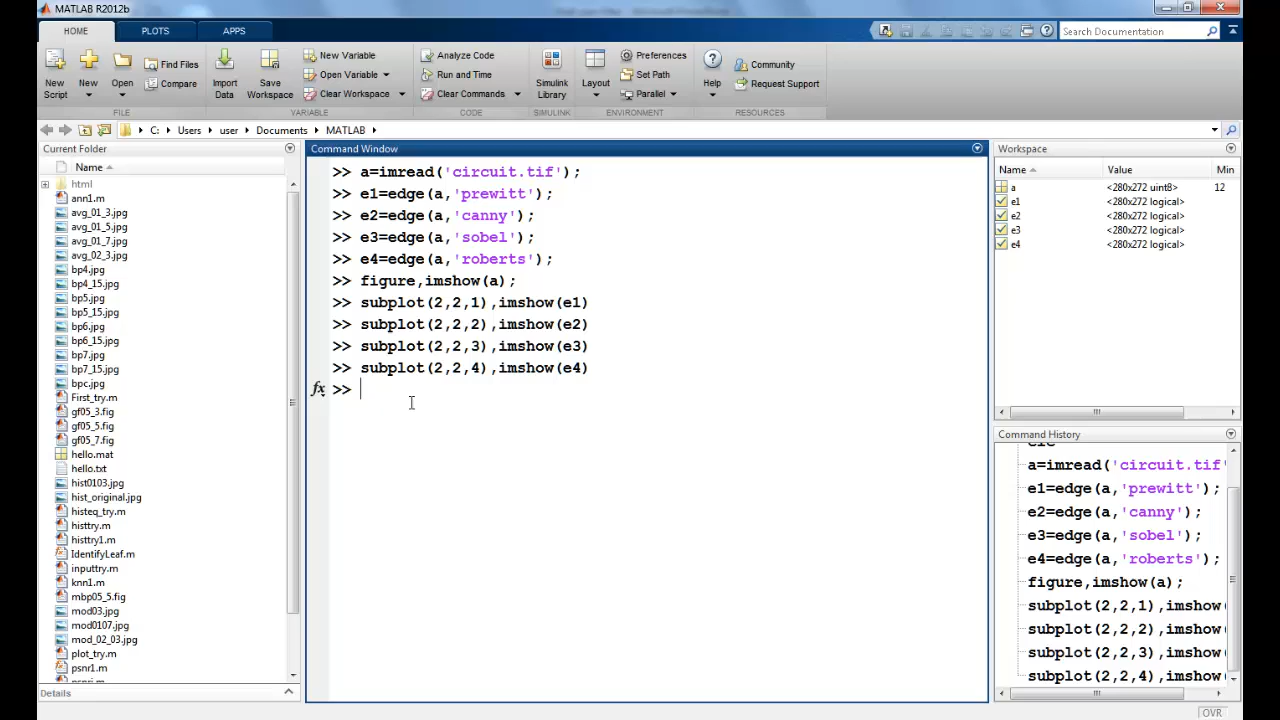 MATLAB R2012b
HOME
PLOTS
APPS
Search Documentation
New Script
New
Open
Find Files
Compare
Import Data
Save Workspace
New Variable
Open Variable
Clear Workspace
Analyze Code
Run and Time
Clear Commands
Simulink Library
Layout
Preferences
Set Path
Parallel
Help
Community
Request Support
FILE
VARIABLE
CODE
SIMULINK
ENVIRONMENT
RESOURCES
C: Users user Documents MATLAB
Current Folder
Name
html
ann1.m
avg_01_3.jpg
avg_01_5.jpg
avg_01_7.jpg
avg_02_3.jpg
bp4.jpg
bp4_15.jpg
bp5.jpg
bp5_15.jpg
bp6.jpg
bp6_15.jpg
bp7.jpg
bp7_15.jpg
bpc.jpg
First_try.m
gf05_3.fig
gf05_5.fig
gf05_7.fig
hello.mat
hello.txt
hist0103.jpg
hist_original.jpg
histeq_try.m
histtry.m
histtry1.m
IdentifyLeaf.m
inputtry.m
knn1.m
mbp05_5.fig
mod03.jpg
mod0107.jpg
mod_02_03.jpg
plot_try.m
psnr1.m
Details
Command Window
>> a=imread('circuit.tif');
>> e1=edge(a,'prewitt');
>> e2=edge(a,'canny');
>> e3=edge(a,'sobel');
>> e4=edge(a,'roberts');
>> figure,imshow(a);
>> subplot(2,2,1),imshow(e1)
>> subplot(2,2,2),imshow(e2)
>> subplot(2,2,3),imshow(e3)
>> subplot(2,2,4),imshow(e4)
fx >>
Workspace
Name Value Min
a <280x272 uint8> 12
e1 <280x272 logical>
e2 <280x272 logical>
e3 <280x272 logical>
e4 <280x272 logical>
Command History
clc
a=imread('circuit.tif'
e1=edge(a,'prewitt');
e2=edge(a,'canny');
e3=edge(a,'sobel');
e4=edge(a,'roberts');
figure,imshow(a);
subplot(2,2,1),imshow
subplot(2,2,2),imshow
subplot(2,2,3),imshow
subplot(2,2,4),imshow
OVR